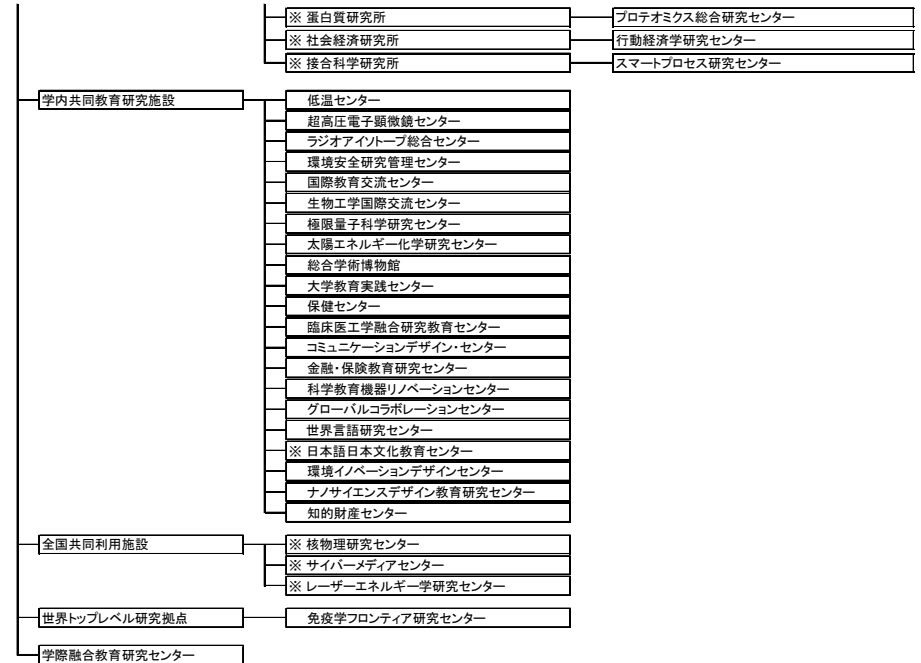 ※ 蛋白質研究所 プロテオミクス総合研究センター
※ 社会経済研究所 行動経済学研究センター
※ 接合科学研究所 スマートプロセス研究センター
学内共同教育研究施設 低温センター
超高圧電子顕微鏡センター
ラジオアイソトープ総合センター
環境安全研究管理センター
国際教育交流センター
生物工学国際交流センター
極限量子科学研究センター
太陽エネルギー化学研究センター
総合学術博物館
大学教育実践センター
保健センター
臨床医工学融合研究教育センター
コミュニケーションデザイン・センター
金融・保険教育研究センター
科学教育機器リノベーションセンター
グローバルコラボレーションセンター
世界言語研究センター
※ 日本語日本文化教育センター
環境イノベーションデザインセンター
ナノサイエンスデザイン教育研究センター
知的財産センター
全国共同利用施設 ※ 核物理研究センター
※ サイバーメディアセンター
※ レーザーエネルギー学研究センター
世界トップレベル研究拠点 免疫学フロンティア研究センター
学際融合教育研究センター